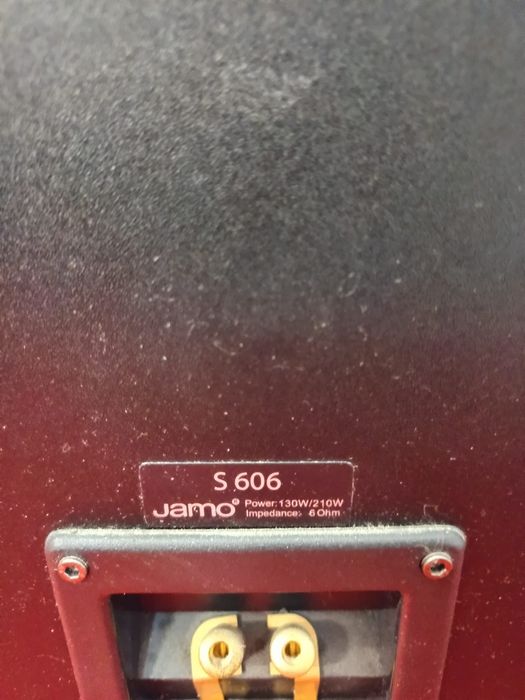 S 606
Jamo® Power: 130W/210W
Impedance: 6 Ohm